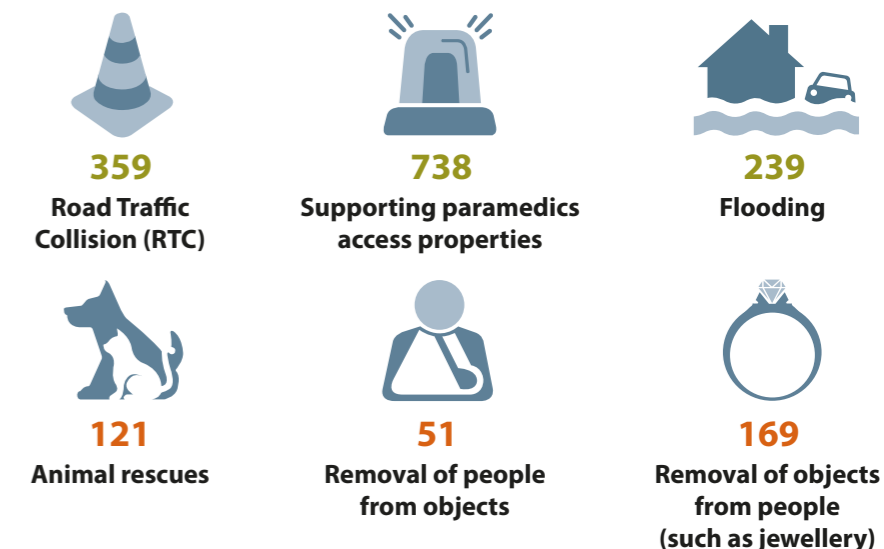 359
Road Traffic
Collision (RTC)
738
Supporting paramedics
access properties
239
Flooding
121
Animal rescues
51
Removal of people
from objects
169
Removal of objects
from people
(such as jewellery)